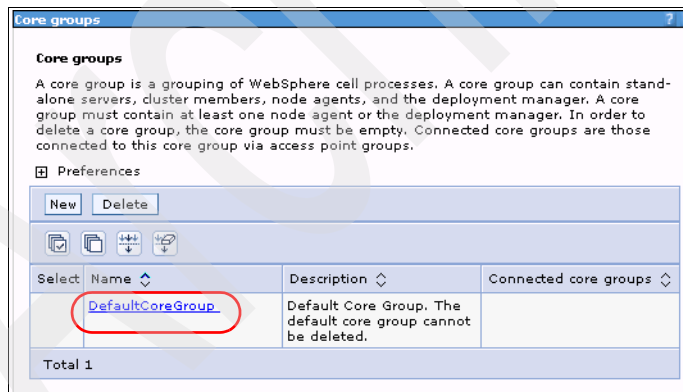 Core groups ?
Core groups
A core group is a grouping of WebSphere cell processes. A core group can contain stand-
alone servers, cluster members, node agents, and the deployment manager. A core
group must contain at least one node agent or the deployment manager. In order to
delete a core group, the core group must be empty. Connected core groups are those
connected to this core group via access point groups.
Preferences
New Delete
Select Name Description Connected core groups
DefaultCoreGroup Default Core Group. The
default core group cannot
be deleted.
Total 1